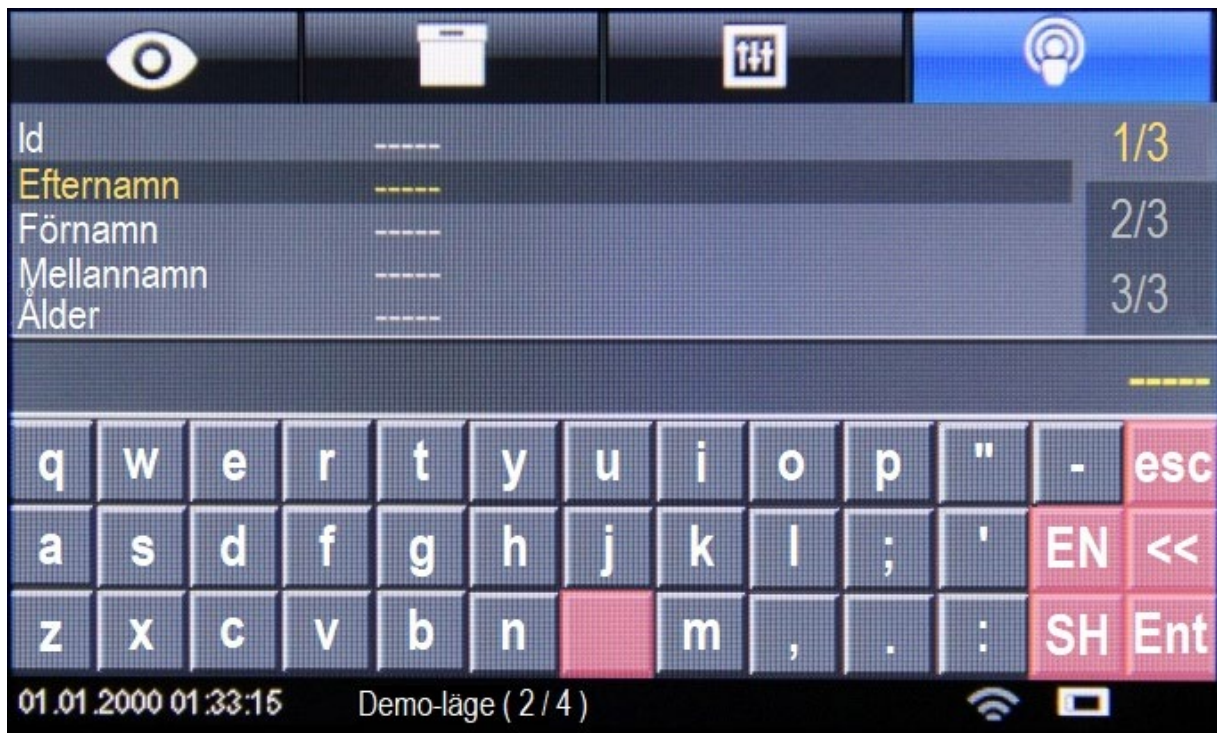 Id -----
1/3
Efternamn -----
2/3
Förnamn -----
Mellannamn -----
3/3
Ålder -----
-----
q w e r t y u i o p " - esc
a s d f g h j k l ; ' EN <<
z x c v b n m , . : SH Ent
01.01.2000 01:33:15 Demo-läge ( 2 / 4 )